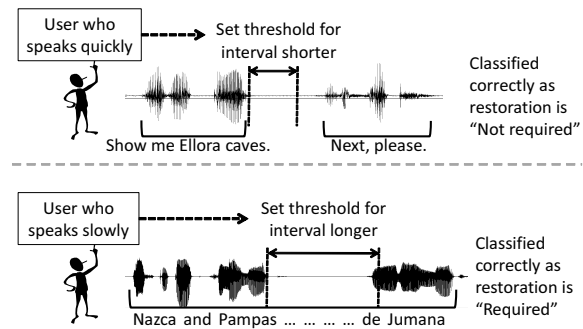 User who
speaks quickly
Set threshold for
interval shorter
Classified
correctly as
restoration is
“Not required”
Show me Ellora caves.
Next, please.
User who
speaks slowly
Set threshold for
interval longer
Classified
correctly as
restoration is
“Required”
Nazca and Pampas ... ... ... ... de Jumana